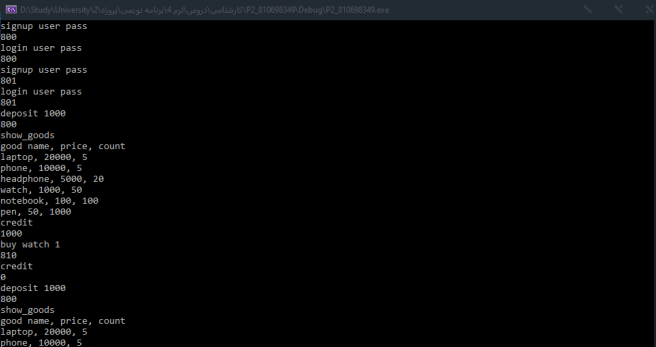 D:\Study\University\2\کارشناسی\دروس\ترم 4\برنامه نویسی\پروژه\P2_810698349\Debug\P2_810698349.exe
signup user pass
800
login user pass
800
signup user pass
801
login user pass
801
deposit 1000
800
show_goods
good name, price, count
laptop, 20000, 5
phone, 10000, 5
headphone, 5000, 20
watch, 1000, 50
notebook, 100, 100
pen, 50, 1000
credit
1000
buy watch 1
810
credit
0
deposit 1000
800
show_goods
good name, price, count
laptop, 20000, 5
phone, 10000, 5